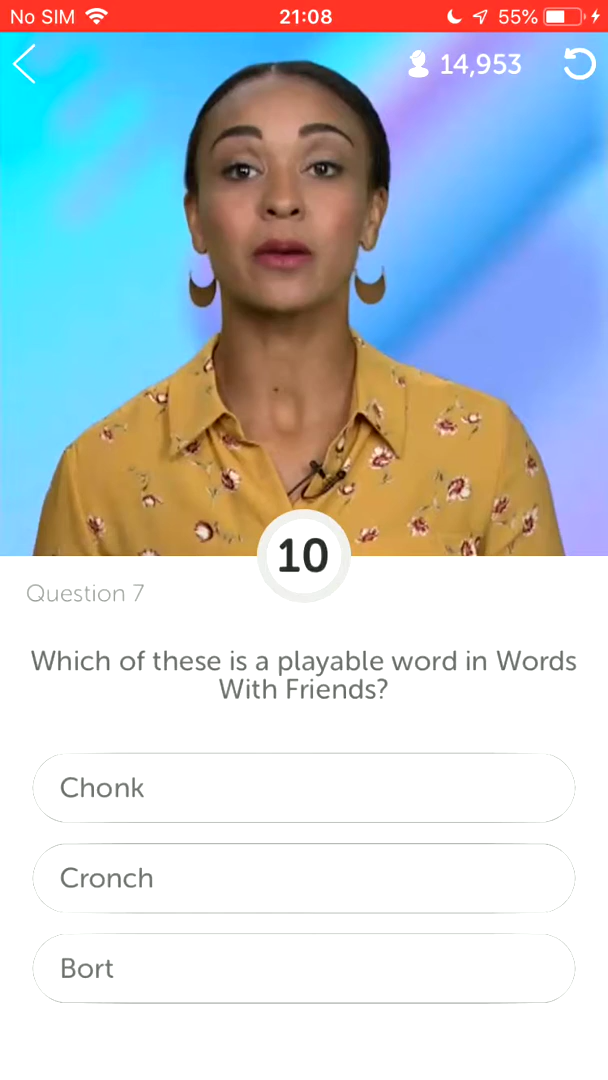 No SIM 21:08 55%
14,953
10
Question 7
Which of these is a playable word in Words
With Friends?
Chonk
Cronch
Bort